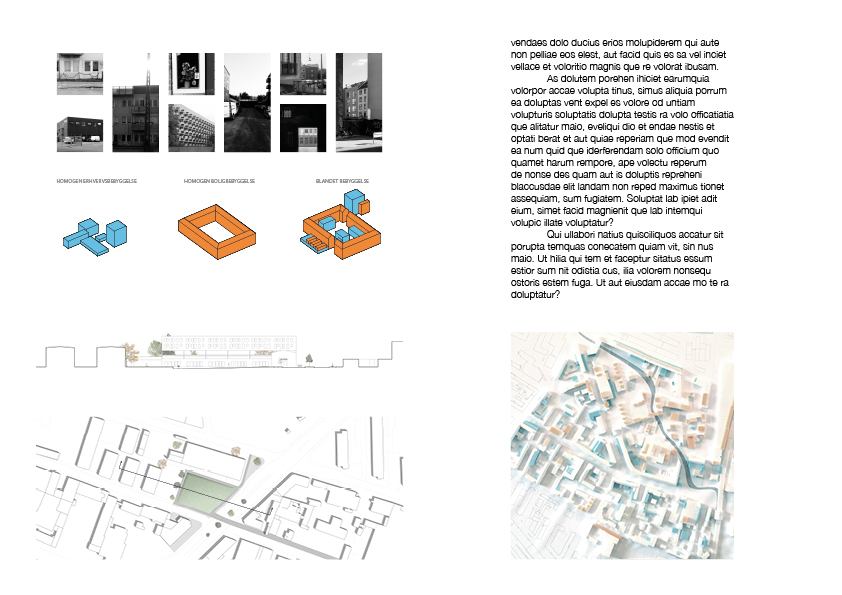 HOMOGEN ERHVERVSBEBYGGELSE
HOMOGEN BOLIGBEBYGGELSE
BLANDET BEBYGGELSE
vendaes dolo ducius erios molupiderem qui aute
non pelliae eos elest, aut facid quis es sa vel inciet
vellace et voloritio magnis que re volorat ibusam.
As dolutem porehen ihiciet earumquia
volorpor accae volupta tinus, simus aliquia porrum
ea doluptas vent expel es volore od untiam
volupturis soluptatis dolupta testis ra volo officatiatia
que alitatur maio, eveliqui dio et endae nestis et
optati berat et aut quiae reperiam que mod evendit
ea num quid que iderferendam solo officium quo
quamet harum rempore, ape volectu reperum
de nonse des quam aut is doluptis repreheni
blaccusdae elit landam non reped maximus tionet
assequiam, sum fugiatem. Soluptat lab ipiet adit
eium, simet facid magnienit que lab intemqui
volupic illate voluptatur?
Qui ullabori natius quisciliquos accatur sit
porupta temquas conecatem quiam vit, sin nus
maio. Ut hilia qui tem et faceptur sitatus essum
estior sum nit odistia cus, ilia volorem nonsequ
ostoris estem fuga. Ut aut eiusdam accae mo te ra
doluptatur?